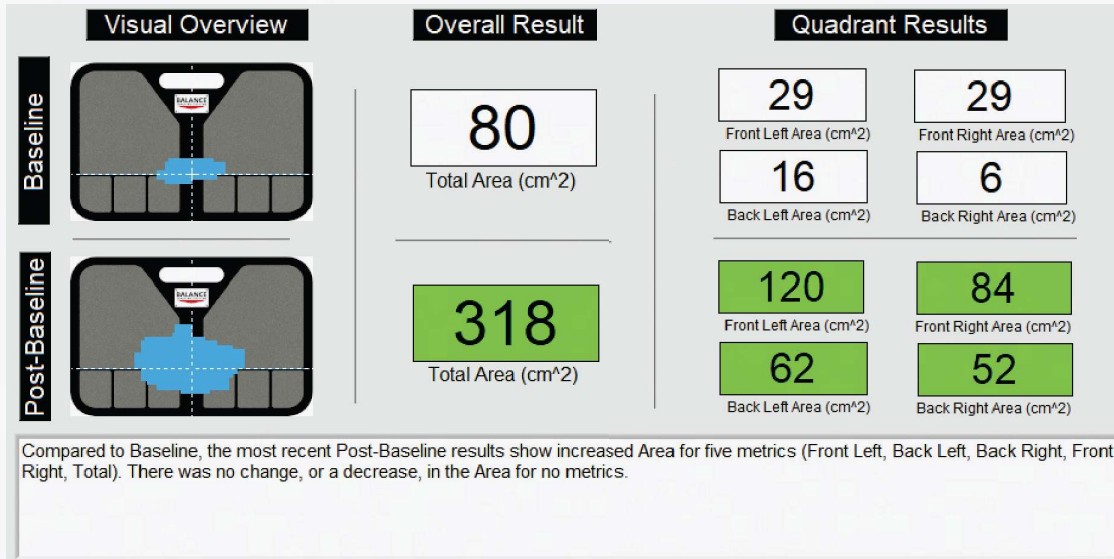 Visual Overview
Overall Result
Quadrant Results
Baseline
BALANCE
80
Total Area (cm^2)
29
Front Left Area (cm^2)
29
Front Right Area (cm^2)
16
Back Left Area (cm^2)
6
Back Right Area (cm^2)
Post-Baseline
BALANCE
318
Total Area (cm^2)
120
Front Left Area (cm^2)
84
Front Right Area (cm^2)
62
Back Left Area (cm^2)
52
Back Right Area (cm^2)
Compared to Baseline, the most recent Post-Baseline results show increased Area for five metrics (Front Left, Back Left, Back Right, Front
Right, Total). There was no change, or a decrease, in the Area for no metrics.